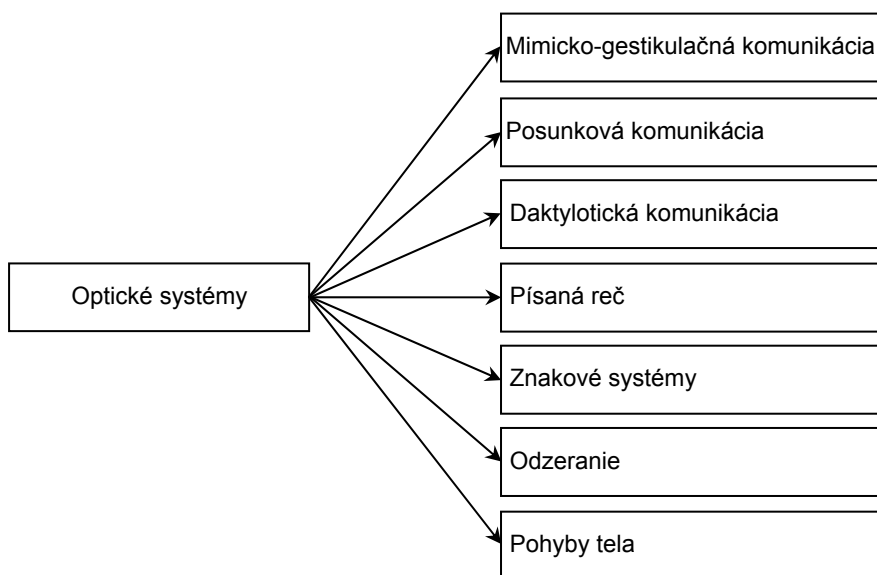 Mimicko-gestikulačná komunikácia
Posunková komunikácia
Daktylotická komunikácia
Optické systémy
Písaná reč
Znakové systémy
Odzeranie
Pohyby tela